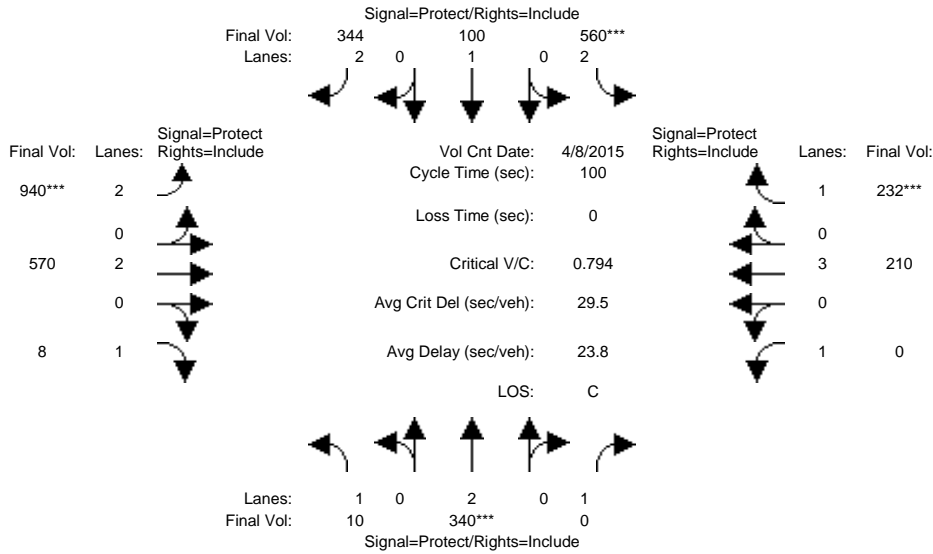 Signal=Protect/Rights=Include
Final Vol: 344 100 560***
Lanes: 2 0 1 0 2
Signal=Protect Signal=Protect
Final Vol: Lanes: Rights=Include Vol Cnt Date: 4/8/2015 Rights=Include Lanes: Final Vol:
Cycle Time (sec): 100
940*** 2 1 232***
Loss Time (sec): 0
0 0
570 2 Critical V/C: 0.794 3 210
0 Avg Crit Del (sec/veh): 29.5 0
8 1 Avg Delay (sec/veh): 23.8 1 0
LOS: C
Lanes: 1 0 2 0 1
Final Vol: 10 340*** 0
Signal=Protect/Rights=Include